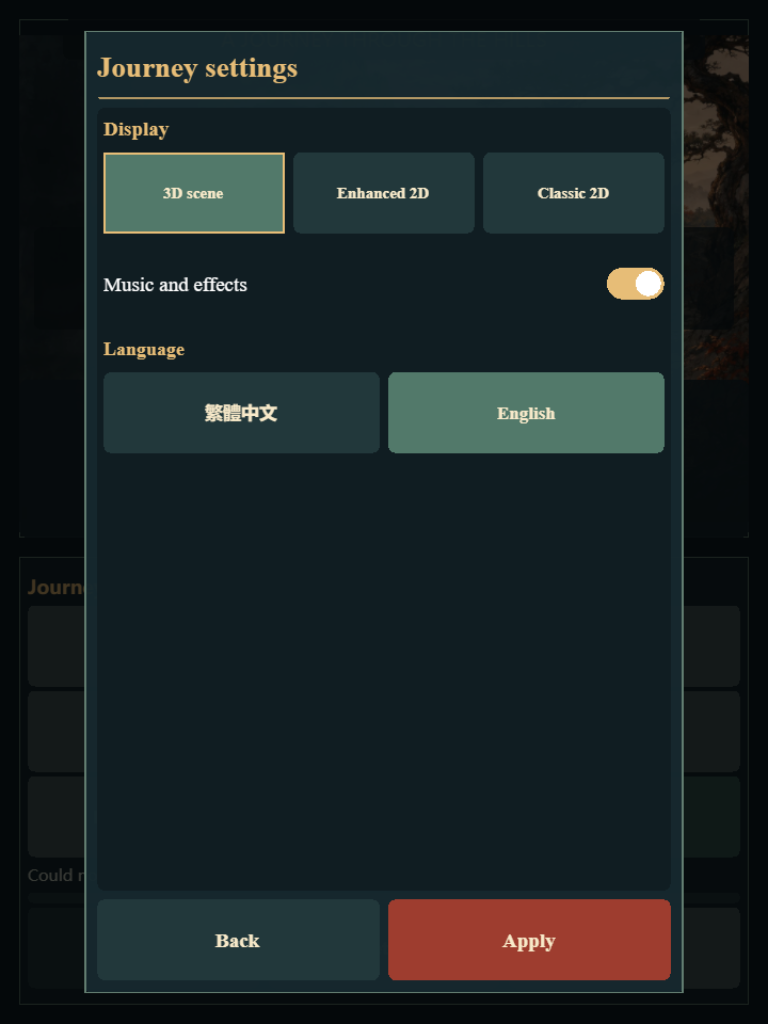 Journey settings
Display
3D scene
Enhanced 2D
Classic 2D
Music and effects
Language
繁體中文
English
Could
Back
Apply